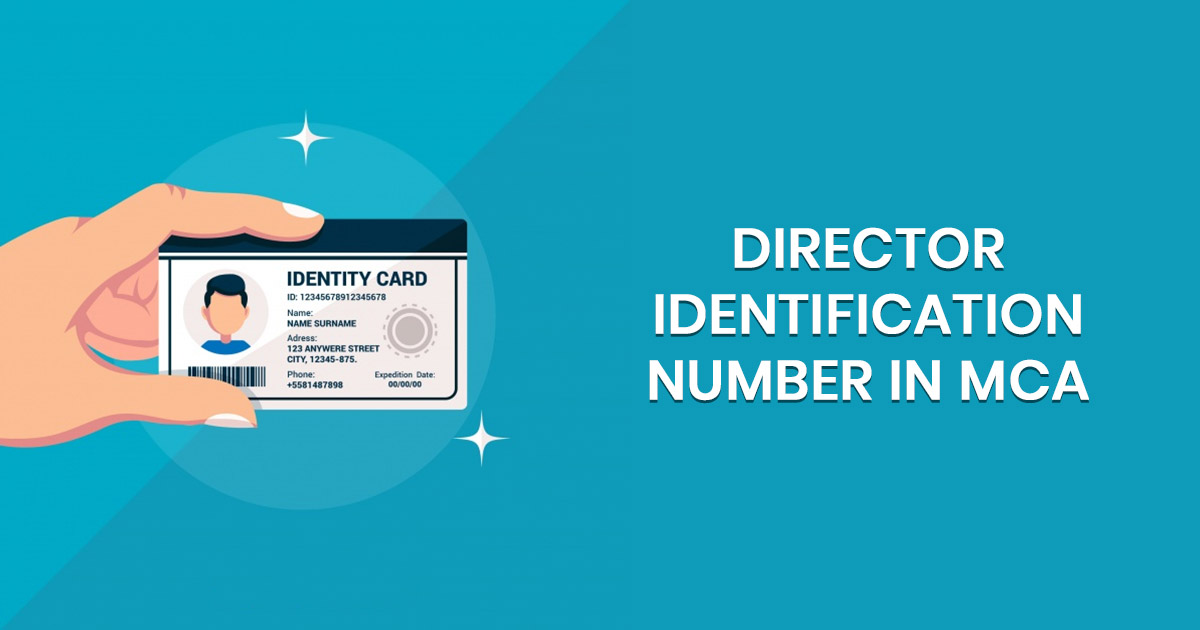 IDENTITY CARD
ID: 12345678912345678
Name:
NAME SURNAME
Adress:
123 ANYWERE STREET
CITY, 12345-875.
Phone:
+5581487898
Expedition Date:
00/00/00
DIRECTOR
IDENTIFICATION
NUMBER IN MCA